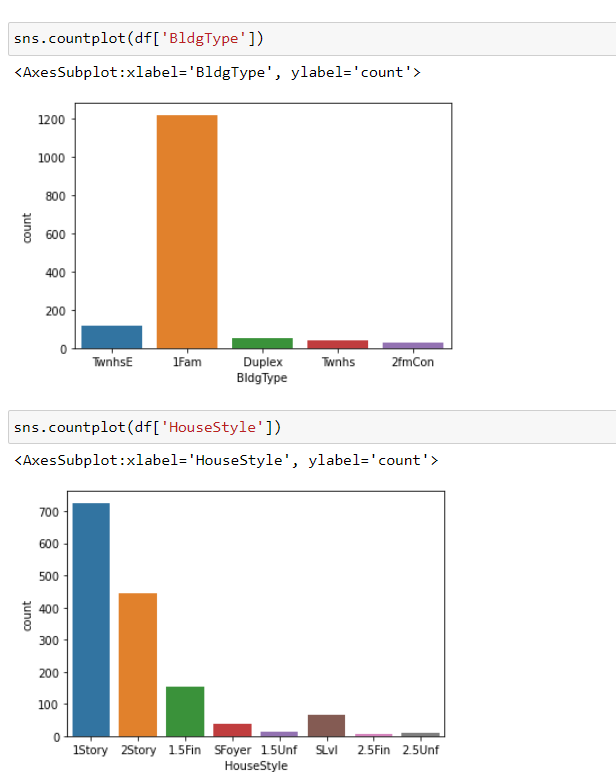 sns.countplot(df['BldgType'])
<AxesSubplot:xlabel='BldgType', ylabel='count'>
1200
1000
800
600
400
200
0
count
TwnhsE 1Fam Duplex Twnhs 2fmCon
BldgType
sns.countplot(df['HouseStyle'])
<AxesSubplot:xlabel='HouseStyle', ylabel='count'>
700
600
500
400
300
200
100
0
count
1Story 2Story 1.5Fin SFoyer 1.5Unf SLvl 2.5Fin 2.5Unf
HouseStyle